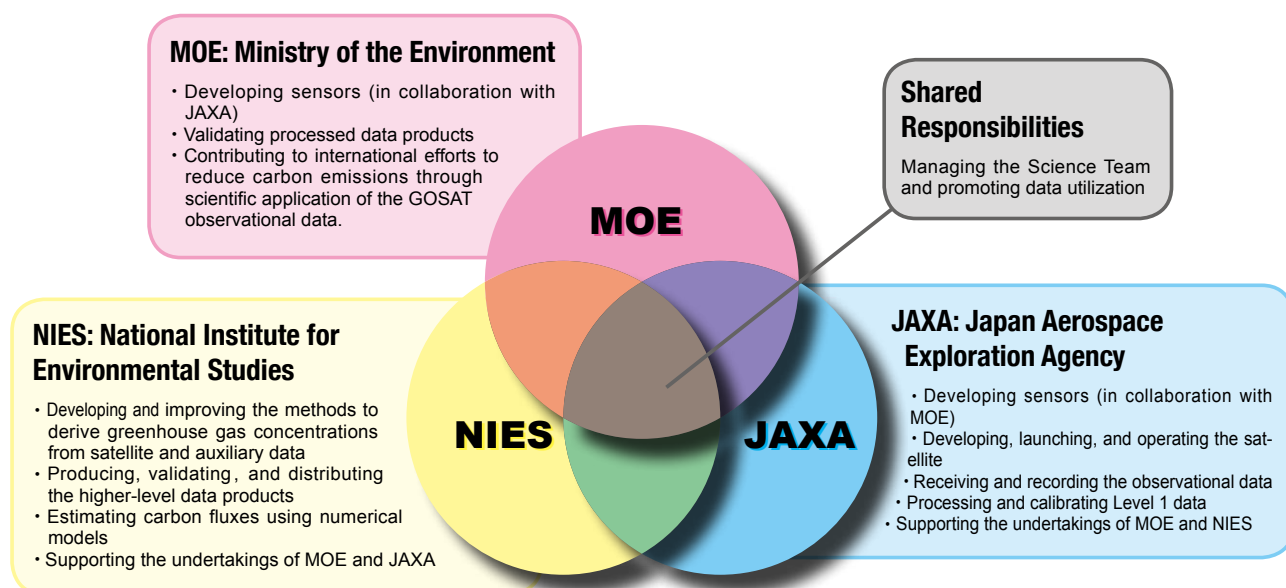 MOE: Ministry of the Environment
・Developing sensors (in collaboration with
JAXA)
・Validating processed data products
・Contributing to international efforts to
reduce carbon emissions through
scientific application of the GOSAT
observational data.
Shared
Responsibilities
Managing the Science Team
and promoting data utilization
MOE
NIES: National Institute for
Environmental Studies
・Developing and improving the methods to
derive greenhouse gas concentrations
from satellite and auxiliary data
・Producing, validating, and distributing
the higher-level data products
・Estimating carbon fluxes using numerical
models
・Supporting the undertakings of MOE and JAXA
NIES
JAXA
JAXA: Japan Aerospace
Exploration Agency
・Developing sensors (in collaboration with
MOE)
・Developing, launching, and operating the sat-
ellite
・Receiving and recording the observational data
・Processing and calibrating Level 1 data
・Supporting the undertakings of MOE and NIES